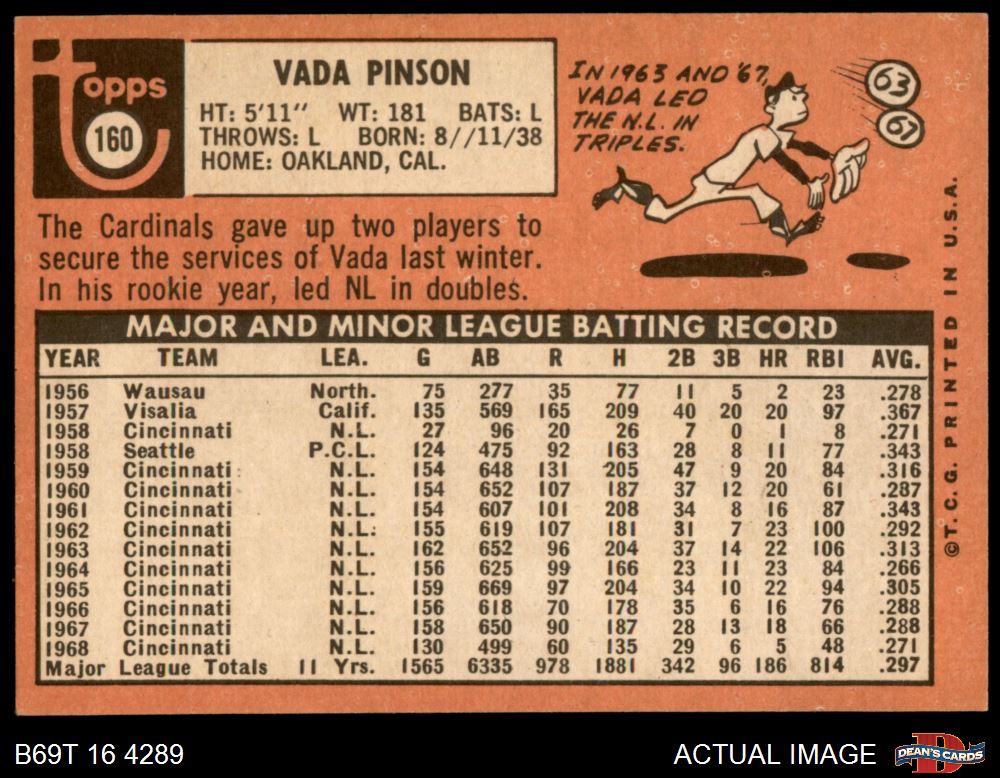 Topps
160
VADA PINSON
HT: 5'11'' WT: 181 BATS: L
THROWS: L BORN: 8//11/38
HOME: OAKLAND, CAL.
IN 1963 AND '67,
VADA LED
THE N.L. IN
TRIPLES.
63
67
The Cardinals gave up two players to
secure the services of Vada last winter.
In his rookie year, led NL in doubles.
MAJOR AND MINOR LEAGUE BATTING RECORD
YEAR TEAM LEA. G AB R H 2B 3B HR RBI AVG.
1956 Wausau North. 75 277 35 77 11 5 2 23 .278
1957 Visalia Calif. 135 569 165 209 40 20 20 97 .367
1958 Cincinnati N.L. 27 96 20 26 7 0 1 8 .271
1958 Seattle P.C.L. 124 475 92 163 28 8 11 77 .343
1959 Cincinnati N.L. 154 648 131 205 47 9 20 84 .316
1960 Cincinnati N.L. 154 652 107 187 37 12 20 61 .287
1961 Cincinnati N.L. 154 607 101 208 34 8 16 87 .343
1962 Cincinnati N.L. 155 619 107 181 31 7 23 100 .292
1963 Cincinnati N.L. 162 652 96 204 37 14 22 106 .313
1964 Cincinnati N.L. 156 625 99 166 23 11 23 84 .266
1965 Cincinnati N.L. 159 669 97 204 34 10 22 94 .305
1966 Cincinnati N.L. 156 618 70 178 35 6 16 76 .288
1967 Cincinnati N.L. 158 650 90 187 28 13 18 66 .288
1968 Cincinnati N.L. 130 499 60 135 29 6 5 48 .271
Major League Totals 11 Yrs. 1565 6335 978 1881 342 96 186 814 .297
© T.C.G. PRINTED IN U.S.A.
B69T 16 4289
ACTUAL IMAGE
DEAN'S CARDS